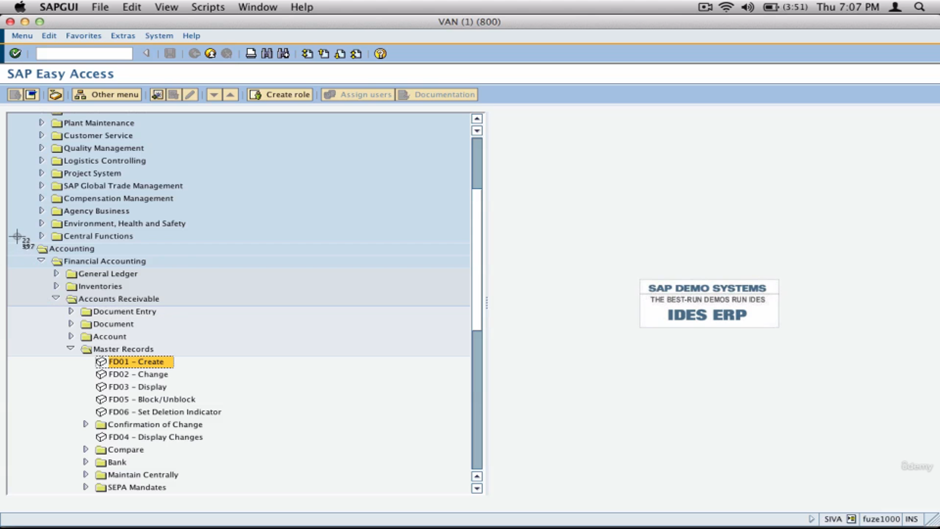 SAPGUI File Edit View Scripts Window Help (3:51) Thu 7:07 PM
VAN (1) (800)
Menu Edit Favorites Extras System Help
SAP Easy Access
Other menu Create role Assign users Documentation
Plant Maintenance
Customer Service
Quality Management
Logistics Controlling
Project System
SAP Global Trade Management
Compensation Management
Agency Business
Environment, Health and Safety
Central Functions
Accounting
Financial Accounting
General Ledger
Inventories
Accounts Receivable
Document Entry
Document
Account
Master Records
FD01 - Create
FD02 - Change
FD03 - Display
FD05 - Block/Unblock
FD06 - Set Deletion Indicator
Confirmation of Change
FD04 - Display Changes
Compare
Bank
Maintain Centrally
SEPA Mandates
SAP DEMO SYSTEMS
THE BEST-RUN DEMOS RUN IDES
IDES ERP
Udemy
SIVA fuze1000 INS